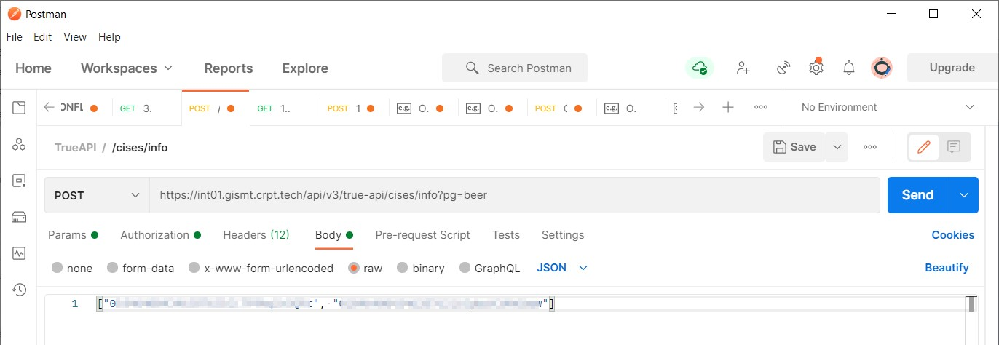 Postman
File Edit View Help
Home Workspaces Reports Explore Search Postman Upgrade
ONFL GET 3. POST / GET 1.. POST 1 e.g. O. e.g. O. POST e.g. O. No Environment
TrueAPI / /cises/info Save
POST https://int01.gismt.crpt.tech/api/v3/true-api/cises/info?pg=beer Send
Params Authorization Headers (12) Body Pre-request Script Tests Settings Cookies
none form-data x-www-form-urlencoded raw binary GraphQL JSON Beautify
1 ["0 t", "0 W"]